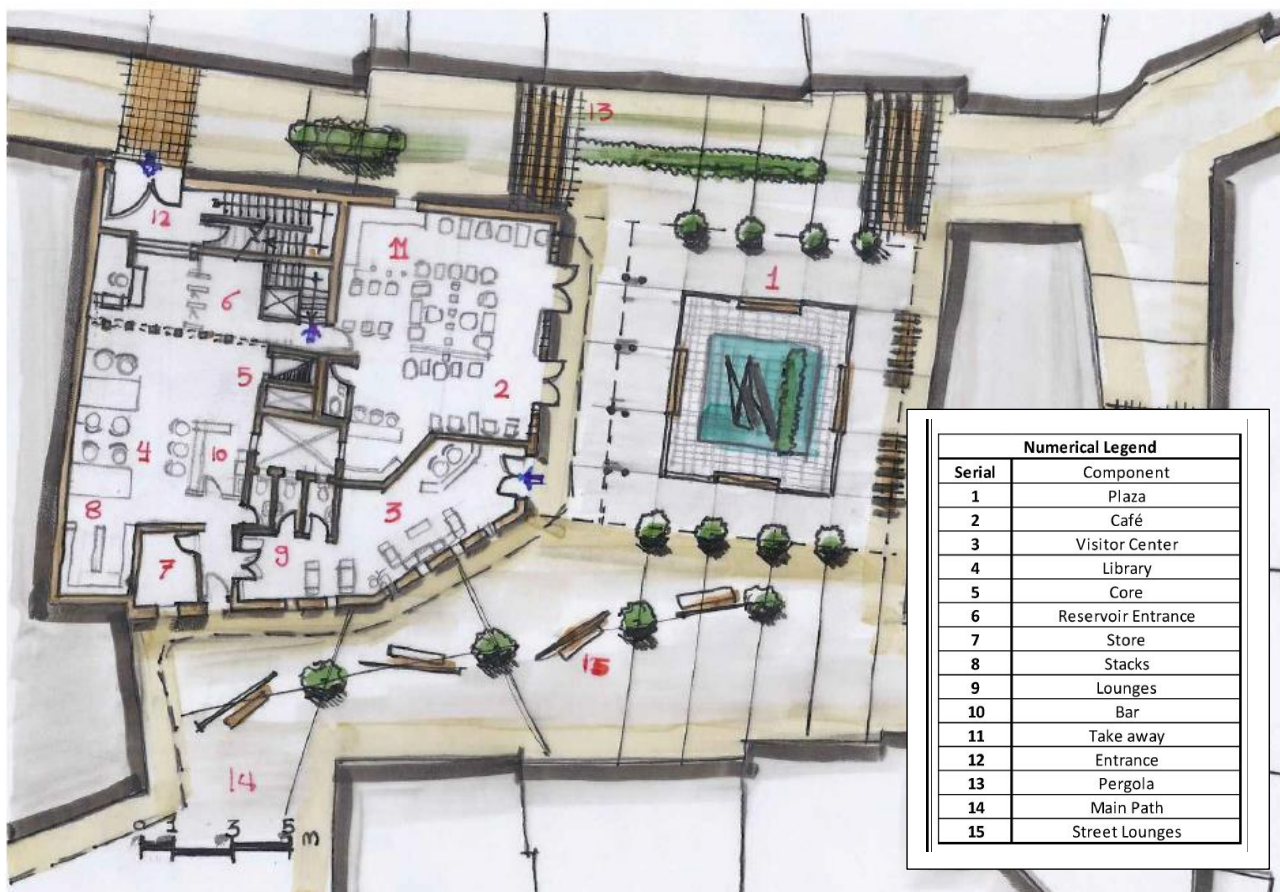 13
12
11
1
6
5
2
4
10
3
8
9
7
15
14
0 1 3 5 m
Numerical Legend
Serial Component
1 Plaza
2 Café
3 Visitor Center
4 Library
5 Core
6 Reservoir Entrance
7 Store
8 Stacks
9 Lounges
10 Bar
11 Take away
12 Entrance
13 Pergola
14 Main Path
15 Street Lounges